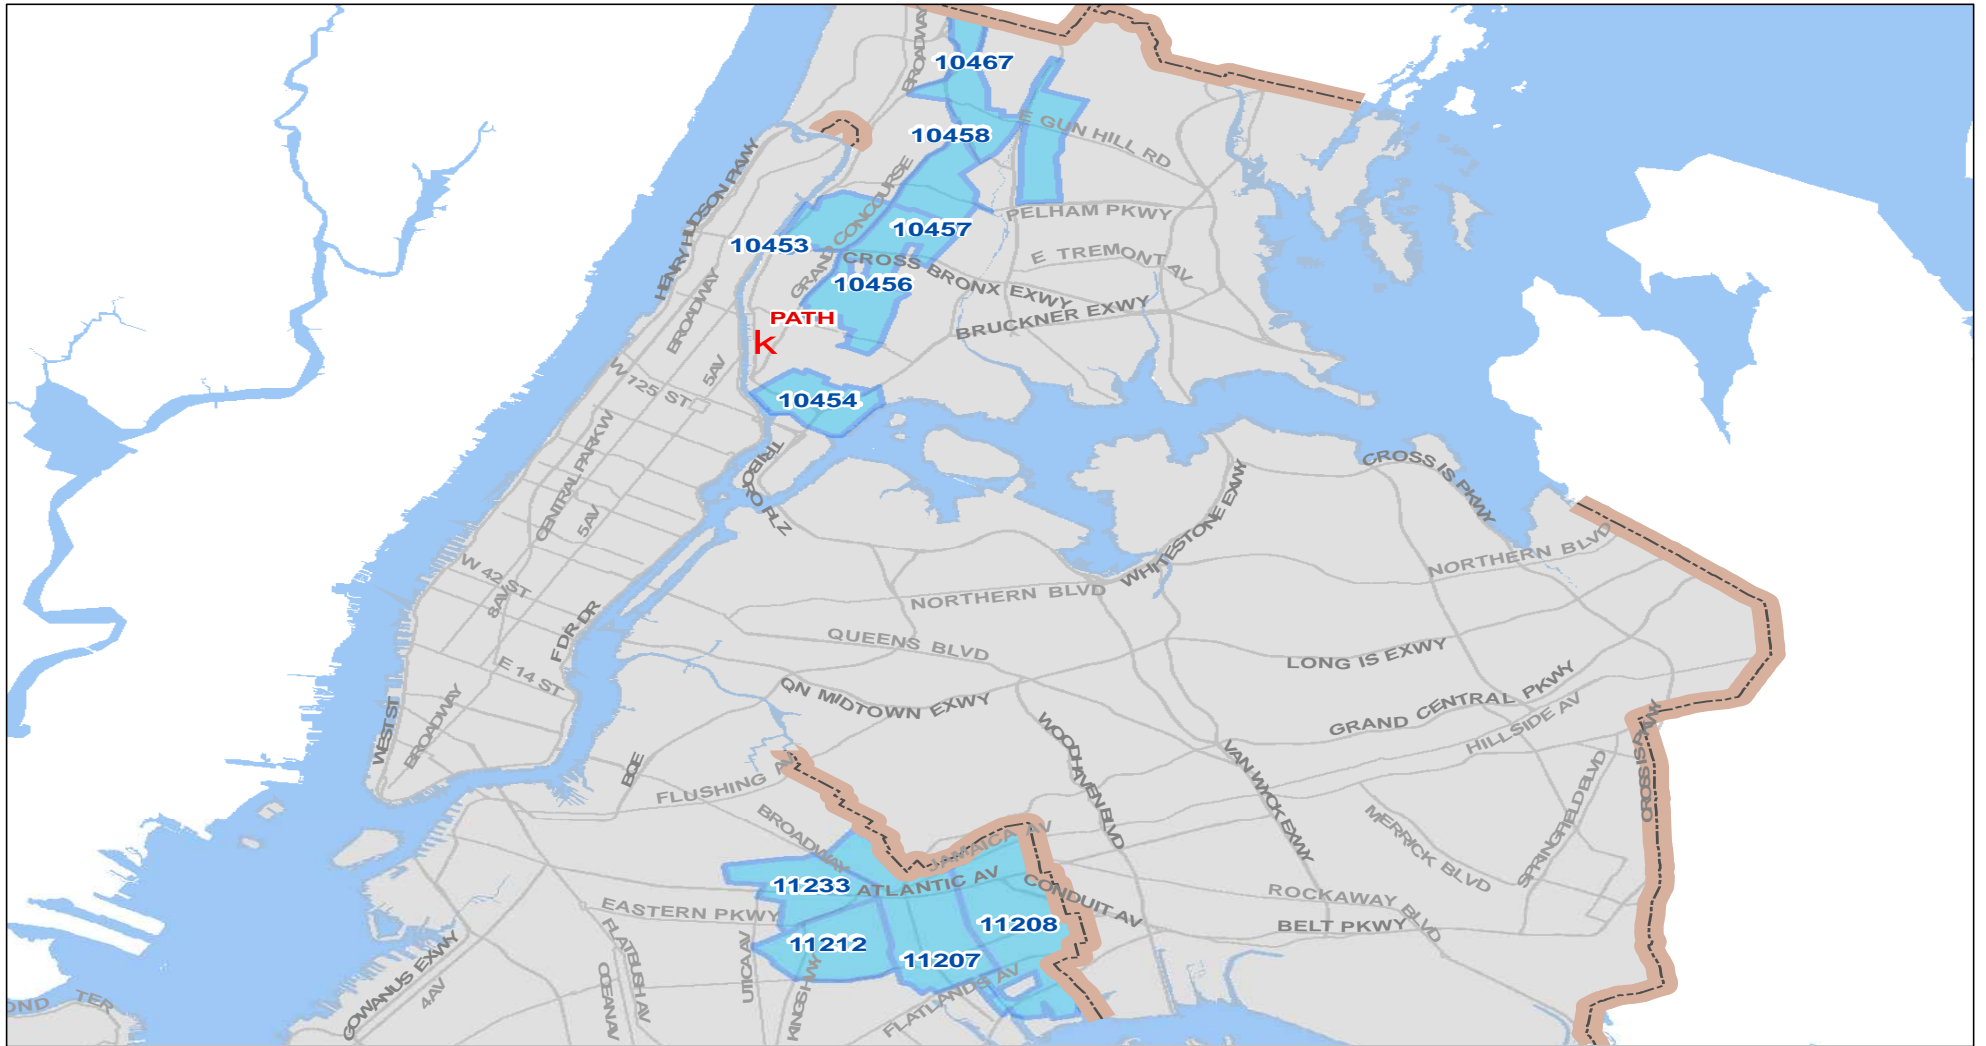 BROADWAY
10467
E GUN HILL RD
10458
HENRY HUDSON PKWY
GRAND CONCOURSE
PELHAM PKWY
10457
10453
E TREMONT AV
CROSS BRONX EXWY
10456
BROADWAY
PATH
k
BRUCKNER EXWY
5AV
W 125 ST
10454
CENTRAL PARK W
TRIBORO PLZ
CROSS IS PKWY
WHITESTONE EXWY
5AV
NORTHERN BLVD
W 42 ST
8AV
NORTHERN BLVD
F D R DR
QUEENS BLVD
LONG IS EXWY
E 14 ST
QN MIDTOWN EXWY
GRAND CENTRAL PKWY
HILLSIDE AV
WEST ST
BROADWAY
WOODHAVEN BLVD
VAN WYCK EXWY
CROSS IS PKWY
BQE
FLUSHING AV
SPRINGFIELD BLVD
MERRICK BLVD
BROADWAY
JAMAICA AV
11233
ATLANTIC AV
CONDUIT AV
ROCKAWAY BLVD
EASTERN PKWY
11208
BELT PKWY
11212
11207
GOWANUS EXWY
4AV
FLATBUSH AV
OCEAN AV
UTICA AV
KINGS HWY
FLATLANDS AV
OND TER